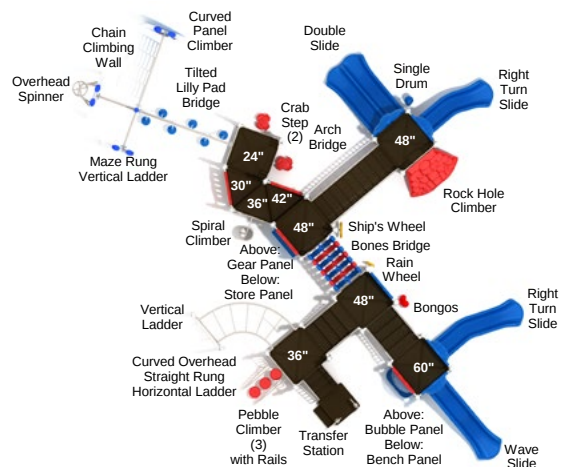 Curved
Panel
Climber
Chain
Climbing
Wall
Overhead
Spinner
Tilted
Lilly Pad
Bridge
Maze Rung
Vertical Ladder
Crab
Step
(2)
Arch
Bridge
Double
Slide
Single
Drum
Right
Turn
Slide
48"
Rock Hole
Climber
24"
30"
36"
42"
48"
Spiral
Climber
Above:
Gear Panel
Below:
Store Panel
Ship's Wheel
Bones Bridge
Rain
Wheel
48"
Bongos
Right
Turn
Slide
Vertical
Ladder
36"
60"
Curved Overhead
Straight Rung
Horizontal Ladder
Pebble
Climber
(3)
with Rails
Transfer
Station
Above:
Bubble Panel
Below:
Bench Panel
Wave
Slide